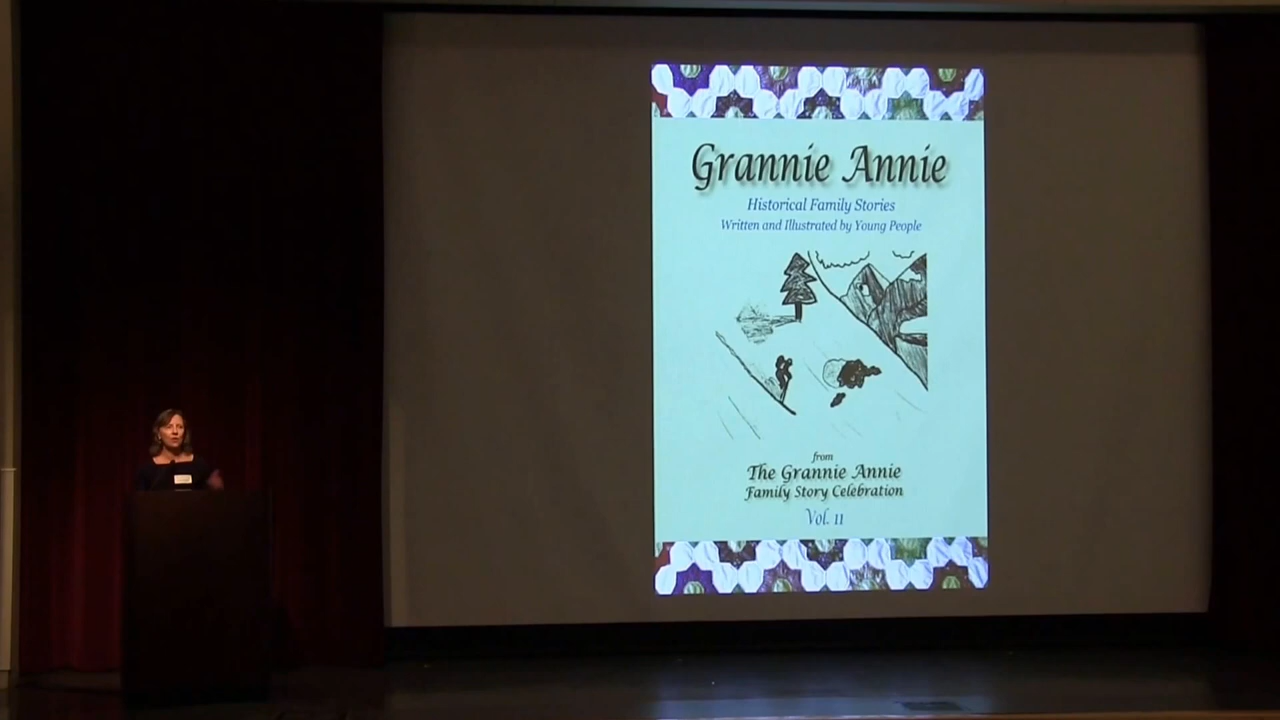 Grannie Annie
Historical Family Stories
Written and Illustrated by Young People
from
The Grannie Annie
Family Story Celebration
Vol. 11